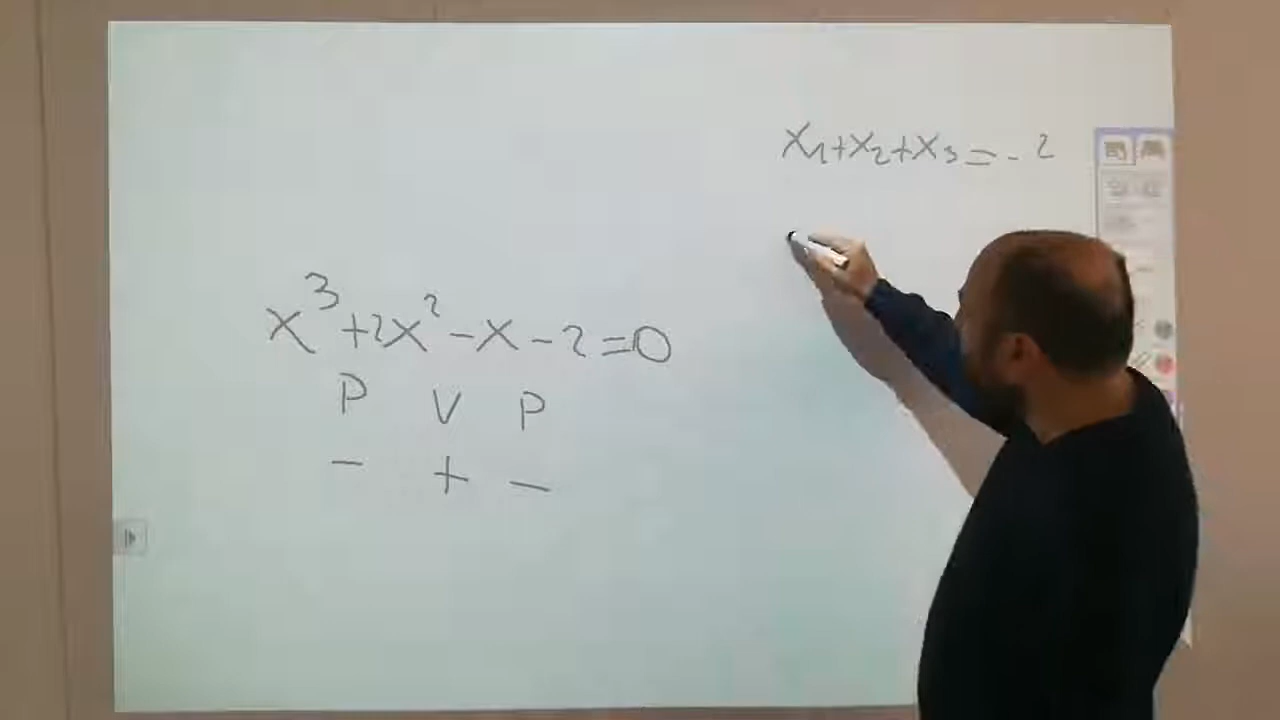 x₁+x₂+x₃=-2
x³+2x²-x-2=0
P V P
- + -